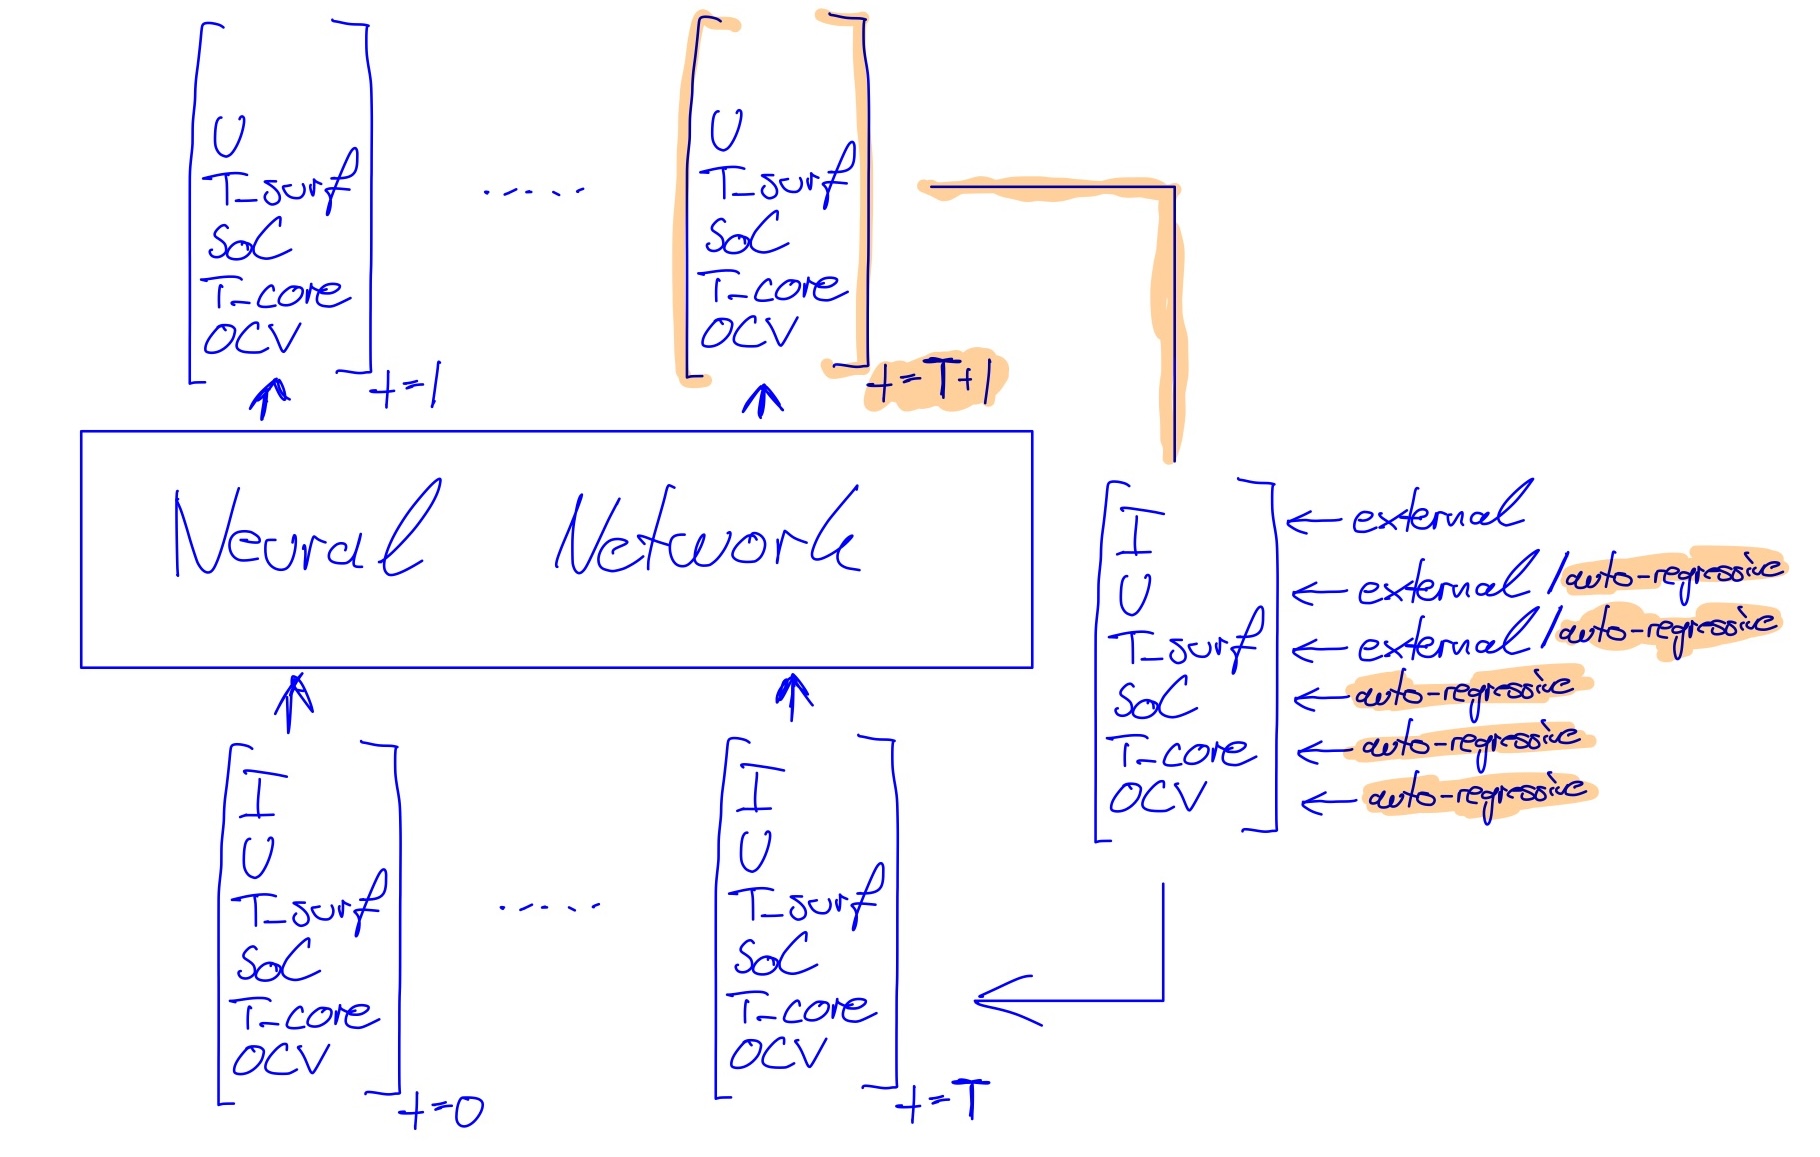 U
T_surf
SoC
T_core
OCV
t=1
.....
U
T_surf
SoC
T_core
OCV
t=T+1
Neural Network
I
U
T_surf
SoC
T_core
OCV
← external
← external / auto-regressive
← external / auto-regressive
← auto-regressive
← auto-regressive
← auto-regressive
I
U
T_surf
SoC
T_core
OCV
t=0
.....
I
U
T_surf
SoC
T_core
OCV
t=T